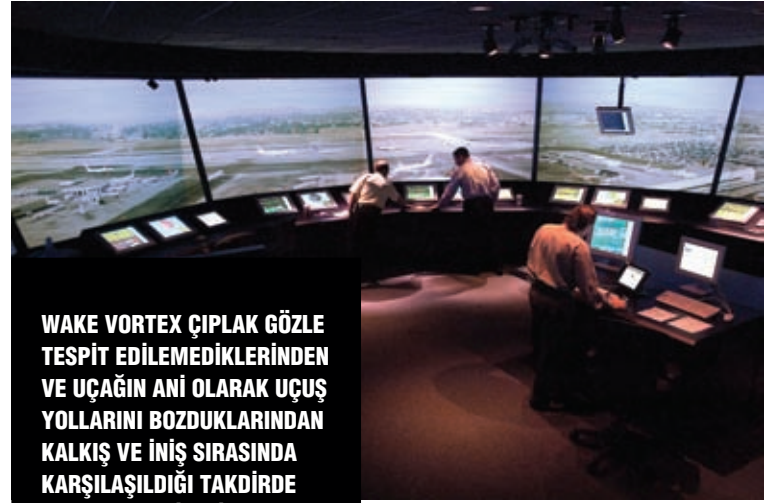 WAKE VORTEX ÇIPLAK GÖZLE
TESPİT EDİLEMEDİKLERİNDEN
VE UÇAĞIN ANİ OLARAK UÇUŞ
YOLLARINI BOZDUKLARINDAN
KALKIŞ VE İNİŞ SIRASINDA
KARŞILAŞILDIĞI TAKDİRDE